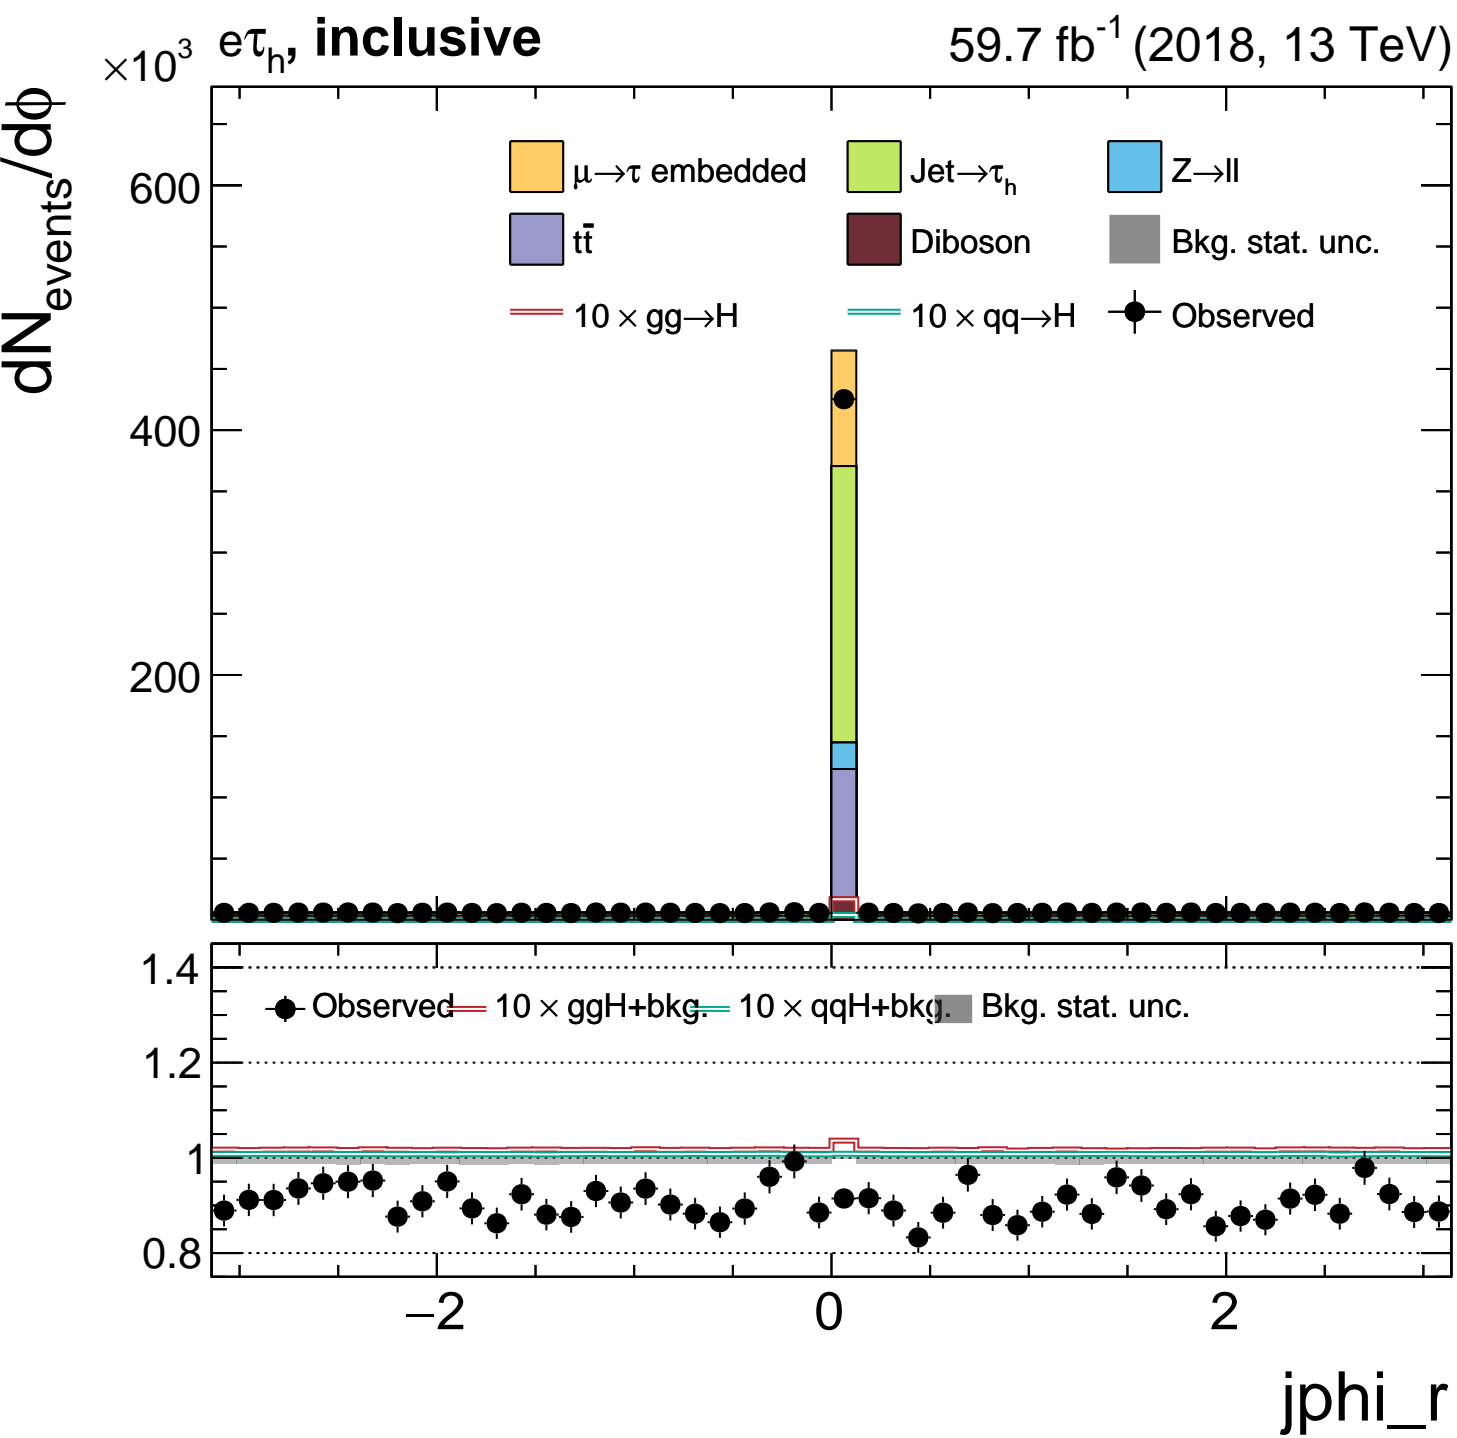 ×10³ eτh, inclusive 59.7 fb⁻¹ (2018, 13 TeV)
dNevents/dϕ
600
400
200
μ→τ embedded Jet→τh Z→ll
tt̄ Diboson Bkg. stat. unc.
10 × gg→H 10 × qq→H Observed
1.4
1.2
1
0.8
Observed 10 × ggH+bkg. 10 × qqH+bkg. Bkg. stat. unc.
−2 0 2
jphi_r